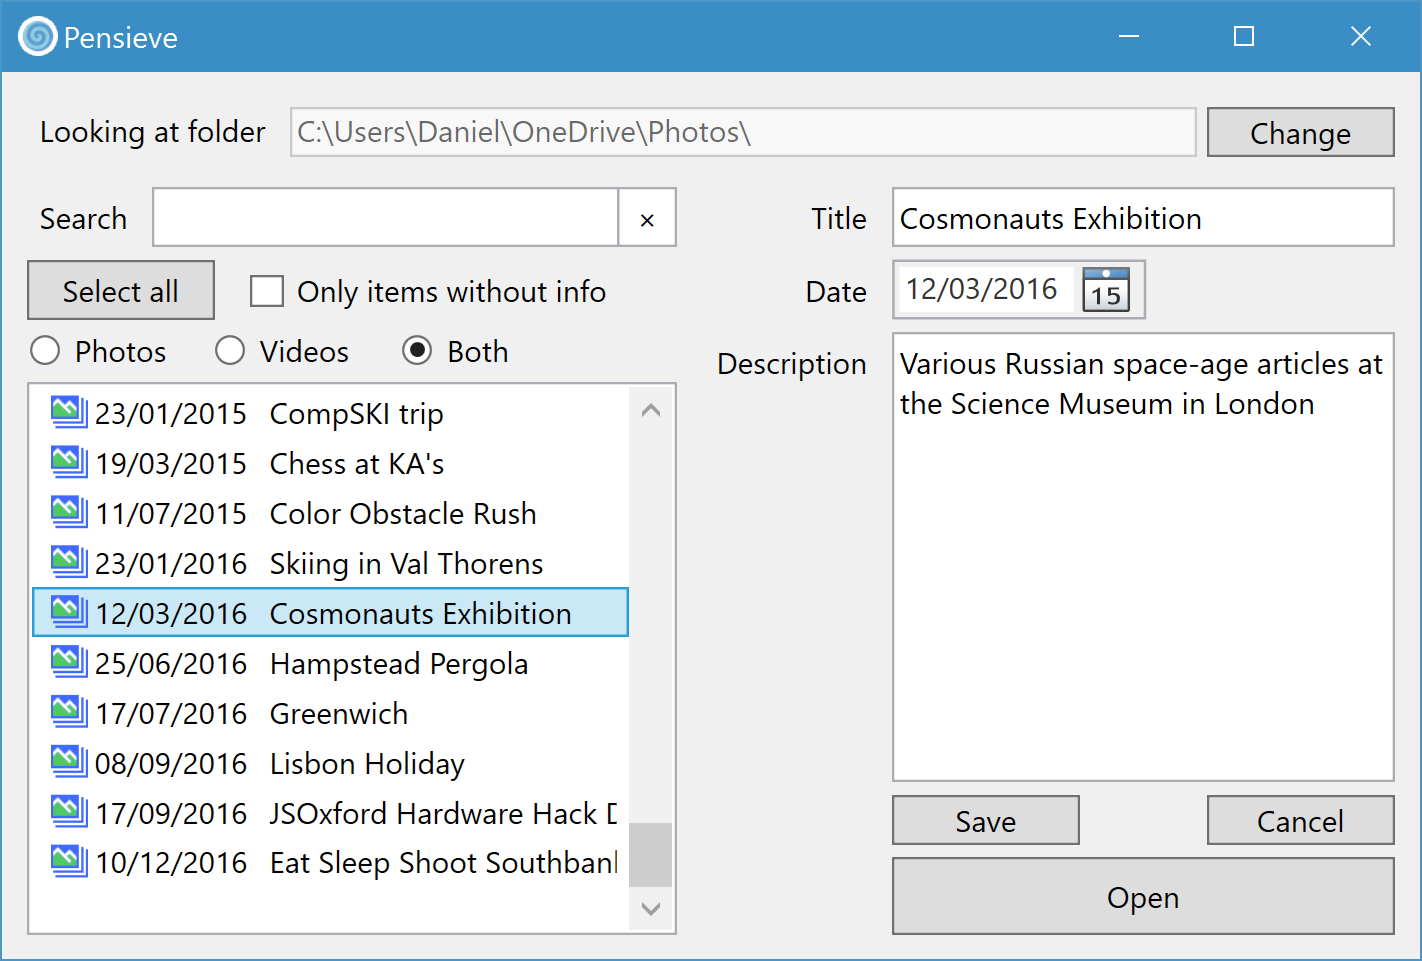 Pensieve
Looking at folder C:\Users\Daniel\OneDrive\Photos\ Change
Search ×
Select all Only items without info
Photos Videos Both
23/01/2015 CompSKI trip
19/03/2015 Chess at KA's
11/07/2015 Color Obstacle Rush
23/01/2016 Skiing in Val Thorens
12/03/2016 Cosmonauts Exhibition
25/06/2016 Hampstead Pergola
17/07/2016 Greenwich
08/09/2016 Lisbon Holiday
17/09/2016 JSOxford Hardware Hack
10/12/2016 Eat Sleep Shoot
Title Cosmonauts Exhibition
Date 12/03/2016 15
Description Various Russian space-age articles at
the Science Museum in London
Save Cancel
Open